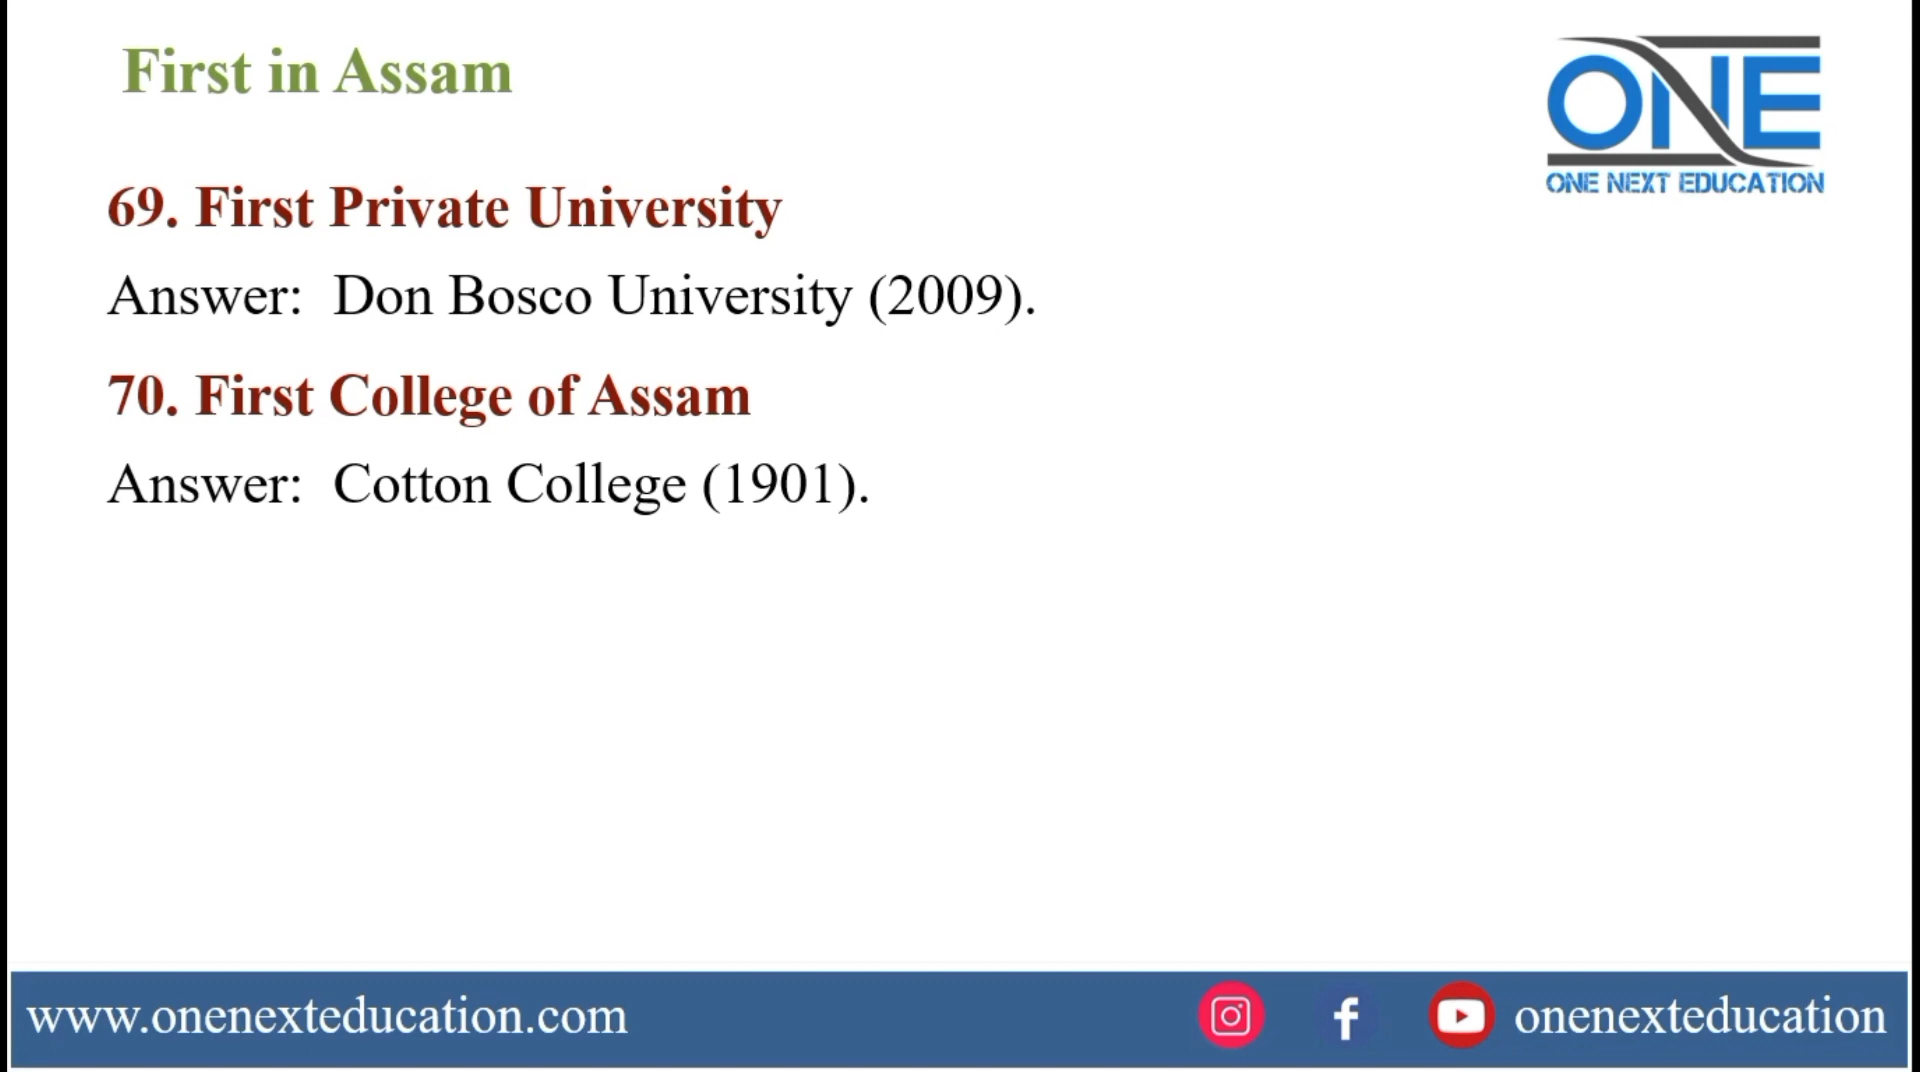 First in Assam
ONE
ONE NEXT EDUCATION
69. First Private University
Answer: Don Bosco University (2009).
70. First College of Assam
Answer: Cotton College (1901).
www.onenexteducation.com
onenexteducation